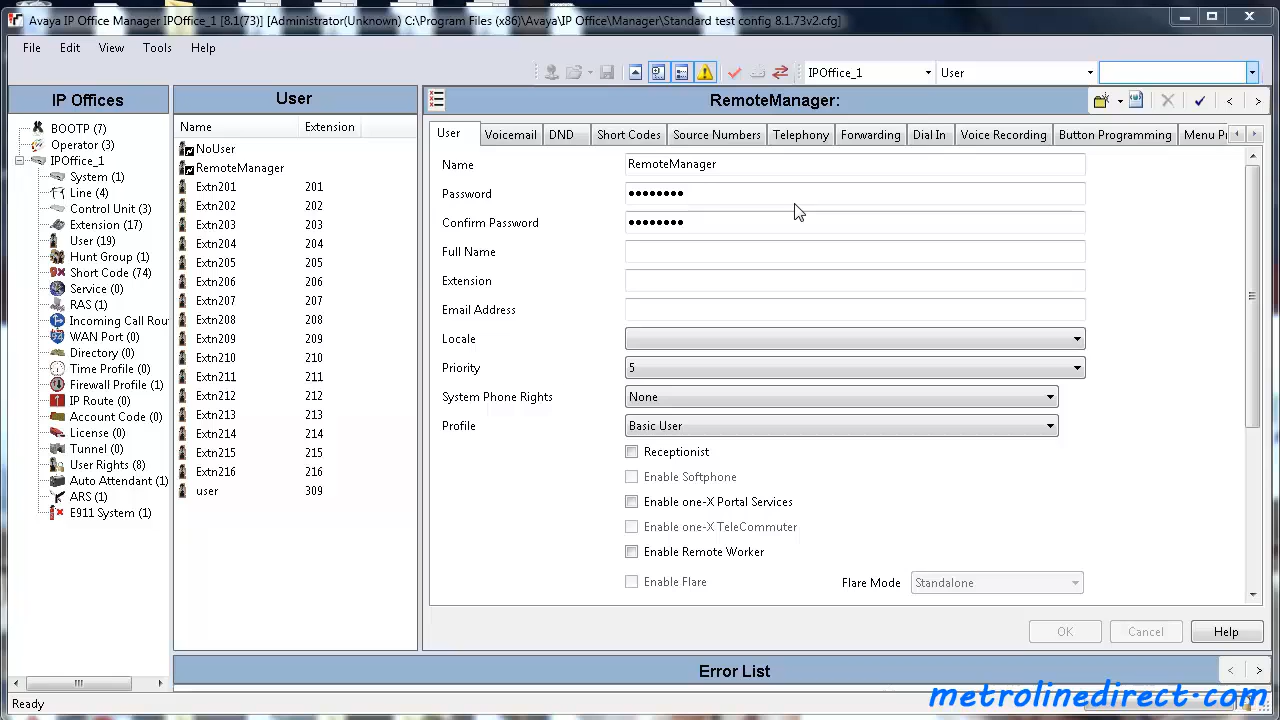 Avaya IP Office Manager IPOffice_1 [8.1(73)] [Administrator(Unknown) C:\Program Files (x86)\Avaya\IP Office\Manager\Standard test config 8.1.73v2.cfg]
File Edit View Tools Help
IPOffice_1 User
IP Offices
BOOTP (7)
Operator (3)
IPOffice_1
System (1)
Line (4)
Control Unit (3)
Extension (17)
User (19)
Hunt Group (1)
Short Code (74)
Service (0)
RAS (1)
Incoming Call Rou
WAN Port (0)
Directory (0)
Time Profile (0)
Firewall Profile (1)
IP Route (0)
Account Code (0)
License (0)
Tunnel (0)
User Rights (8)
Auto Attendant (1)
ARS (1)
E911 System (1)
User
Name Extension
NoUser
RemoteManager
Extn201 201
Extn202 202
Extn203 203
Extn204 204
Extn205 205
Extn206 206
Extn207 207
Extn208 208
Extn209 209
Extn210 210
Extn211 211
Extn212 212
Extn213 213
Extn214 214
Extn215 215
Extn216 216
user 309
RemoteManager:
User Voicemail DND Short Codes Source Numbers Telephony Forwarding Dial In Voice Recording Button Programming Menu Pr
Name RemoteManager
Password ••••••••
Confirm Password ••••••••
Full Name
Extension
Email Address
Locale
Priority 5
System Phone Rights None
Profile Basic User
Receptionist
Enable Softphone
Enable one-X Portal Services
Enable one-X TeleCommuter
Enable Remote Worker
Enable Flare Flare Mode Standalone
OK Cancel Help
Error List
Ready
metrolinedirect.com